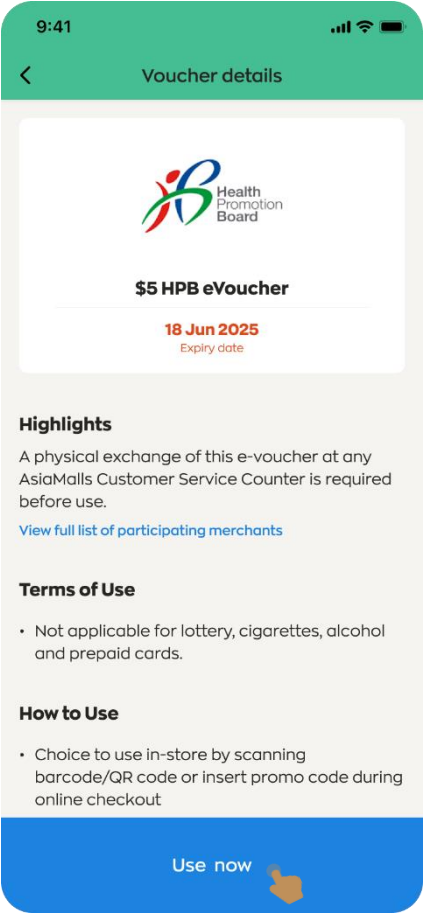 9:41
Voucher details
Health
Promotion
Board
$5 HPB eVoucher
18 Jun 2025
Expiry date
Highlights
A physical exchange of this e-voucher at any
AsiaMalls Customer Service Counter is required
before use.
View full list of participating merchants
Terms of Use
• Not applicable for lottery, cigarettes, alcohol
and prepaid cards.
How to Use
• Choice to use in-store by scanning
barcode/QR code or insert promo code during
online checkout
Use now